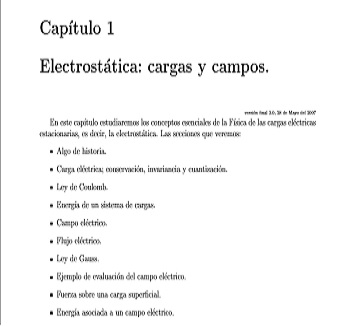 Capítulo 1
Electrostática: cargas y campos.
versión final 3.0, 28 de Mayo del 2007
En este capítulo estudiaremos los conceptos esenciales de la Física de las cargas eléctricas
estacionarias, es decir, la electrostática. Las secciones que veremos:
• Algo de historia.
• Carga eléctrica; conservación, invariancia y cuantización.
• Ley de Coulomb.
• Energía de un sistema de cargas.
• Campo eléctrico.
• Flujo eléctrico.
• Ley de Gauss.
• Ejemplo de evaluación del campo eléctrico.
• Fuerza sobre una carga superficial.
• Energía asociada a un campo eléctrico.